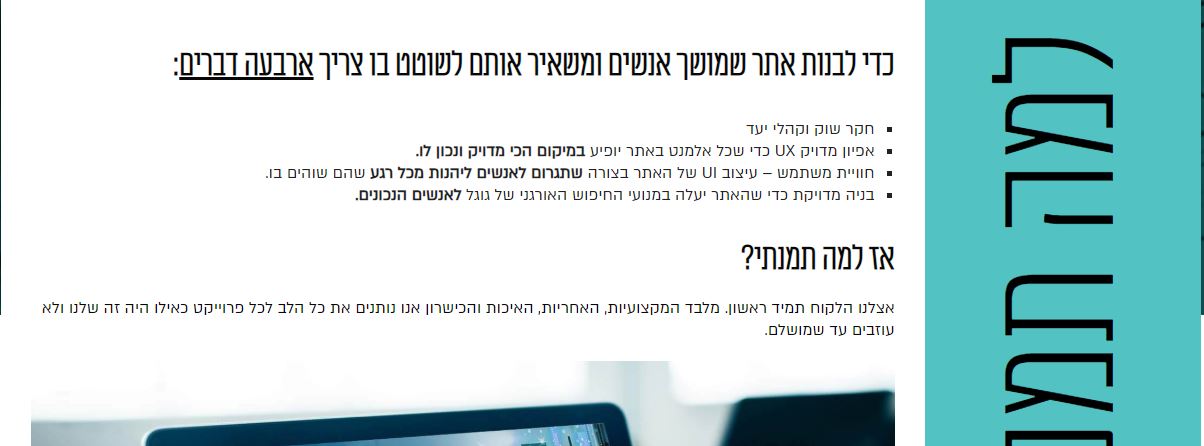 כדי לבנות אתר שמושך אנשים ומשאיר אותם לשוטט בו צריך ארבעה דברים:
▪ חקר שוק וקהלי יעד
▪ אפיון מדויק UX כדי שכל אלמנט באתר יופיע במיקום הכי מדויק ונכון לו.
▪ חוויית משתמש – עיצוב UI של האתר בצורה שתגרום לאנשים ליהנות מכל רגע שהם שוהים בו.
▪ בניה מדויקת כדי שהאתר יעלה במנועי החיפוש האורגני של גוגל לאנשים הנכונים.
אז למה תמנתי?
אצלנו הלקוח תמיד ראשון. מלבד המקצועיות, האחריות, האיכות והכישרון אנו נותנים את כל הלב לכל פרוייקט כאילו היה זה שלנו ולא
עוזבים עד שמושלם.
למה